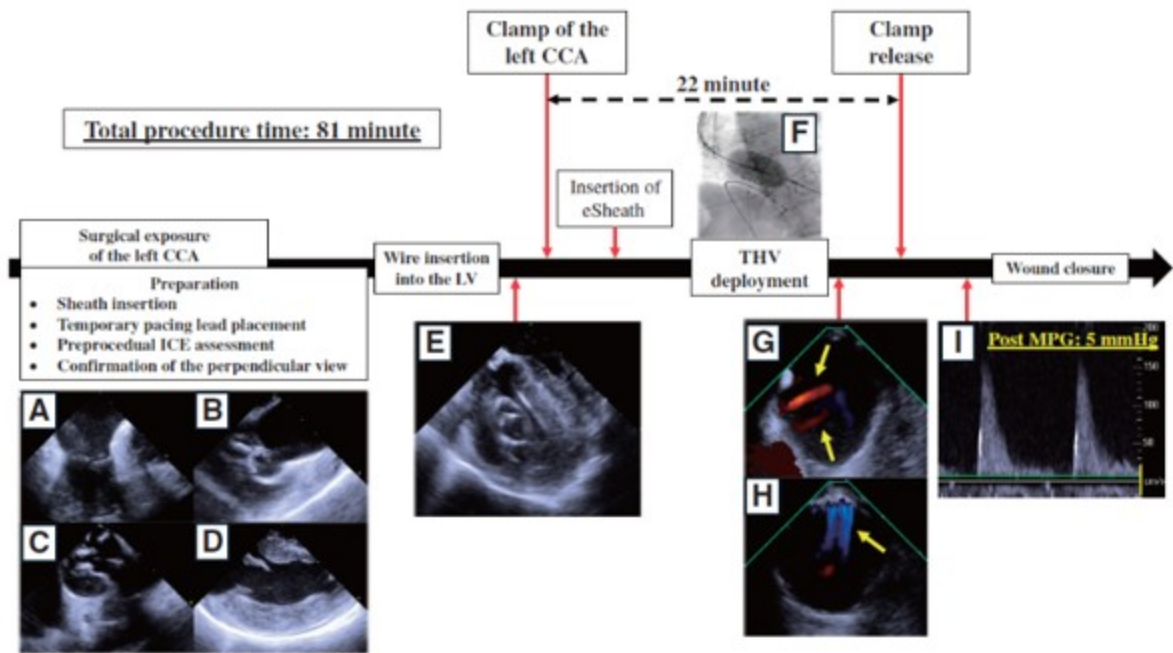 Clamp of the
left CCA
Clamp
release
22 minute
Total procedure time: 81 minute
F
Insertion of
eSheath
Surgical exposure
of the left CCA
Preparation
• Sheath insertion
• Temporary pacing lead placement
• Preprocedual ICE assessment
• Confirmation of the perpendicular view
Wire insertion
into the LV
THV
deployment
Wound closure
A
B
C
D
E
G
H
I
Post MPG: 5 mmHg
200
150
100
50